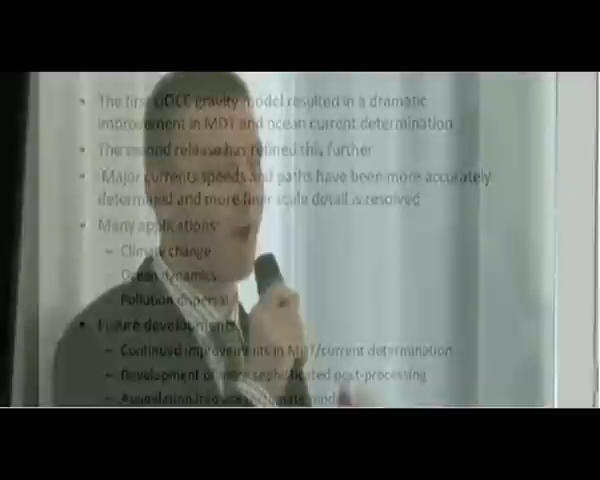 • The first GOCE gravity model resulted in a dramatic
improvement in MDT and ocean current determination
• The second release has refined this further
• Major currents speeds and paths have been more accurately
determined and more finer scale detail is resolved
• Many applications:
– Climate change
– Ocean dynamics
– Pollution dispersal
• Future developments
– Continued improvements in MDT/current determination
– Development of more sophisticated post-processing